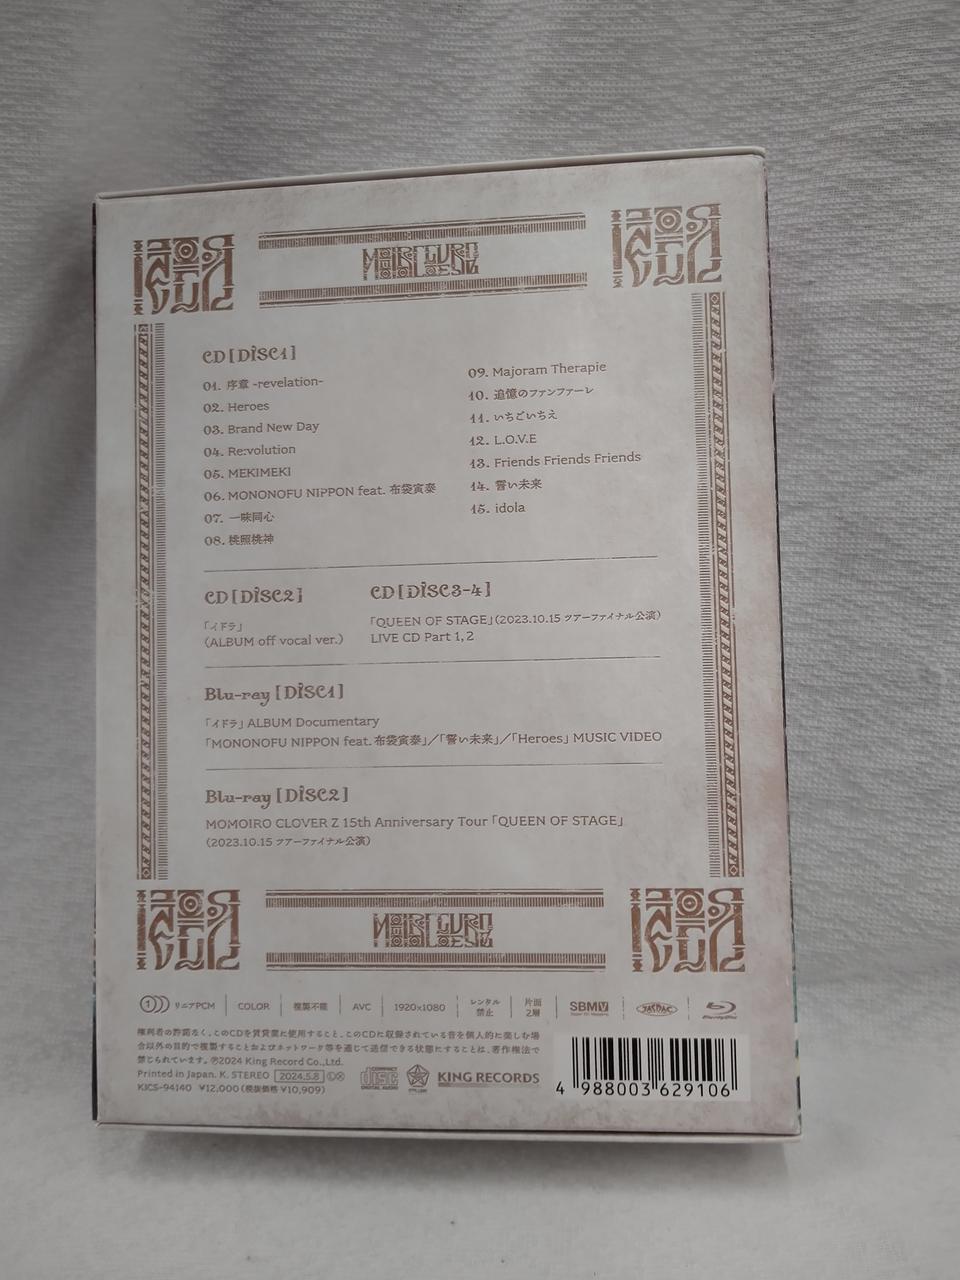 CD [DISC1]
01. 序章 -revelation-
02. Heroes
03. Brand New Day
04. Re:volution
05. MEKIMEKI
06. MONONOFU NIPPON feat. 布袋寅泰
07. 一味同心
08. 桃照桃神
09. Majoram Therapie
10. 追憶のファンファーレ
11. いちごいちえ
12. L.O.V.E
13. Friends Friends Friends
14. 誓い未来
15. idola
CD [DISC2]
「イドラ」
(ALBUM off vocal ver.)
CD [DISC3-4]
「QUEEN OF STAGE」(2023.10.15 ツアーファイナル公演)
LIVE CD Part 1, 2
Blu-ray [DISC1]
「イドラ」ALBUM Documentary
「MONONOFU NIPPON feat. 布袋寅泰」/「誓い未来」/「Heroes」MUSIC VIDEO
Blu-ray [DISC2]
MOMOIRO CLOVER Z 15th Anniversary Tour「QUEEN OF STAGE」
(2023.10.15 ツアーファイナル公演)
1 リニアPCM COLOR 複製不能 AVC 1920×1080 レンタル禁止 片面2層 SBMV JASRAC Blu-ray Disc
権利者の許諾なく、このCDを賃貸業に使用すること、このCDに収録されている音を個人的に楽しむ場
合以外の目的で複製することおよびネットワーク等を通じて送信できる状態にすることは、著作権法で
禁じられています。℗2024 King Record Co., Ltd.
Printed in Japan. K. STEREO 2024.5.8
KICS-94140 ¥12,000(税抜価格 ¥10,909)
COMPACT disc DIGITAL AUDIO
KING RECORDS
4 988003 629106